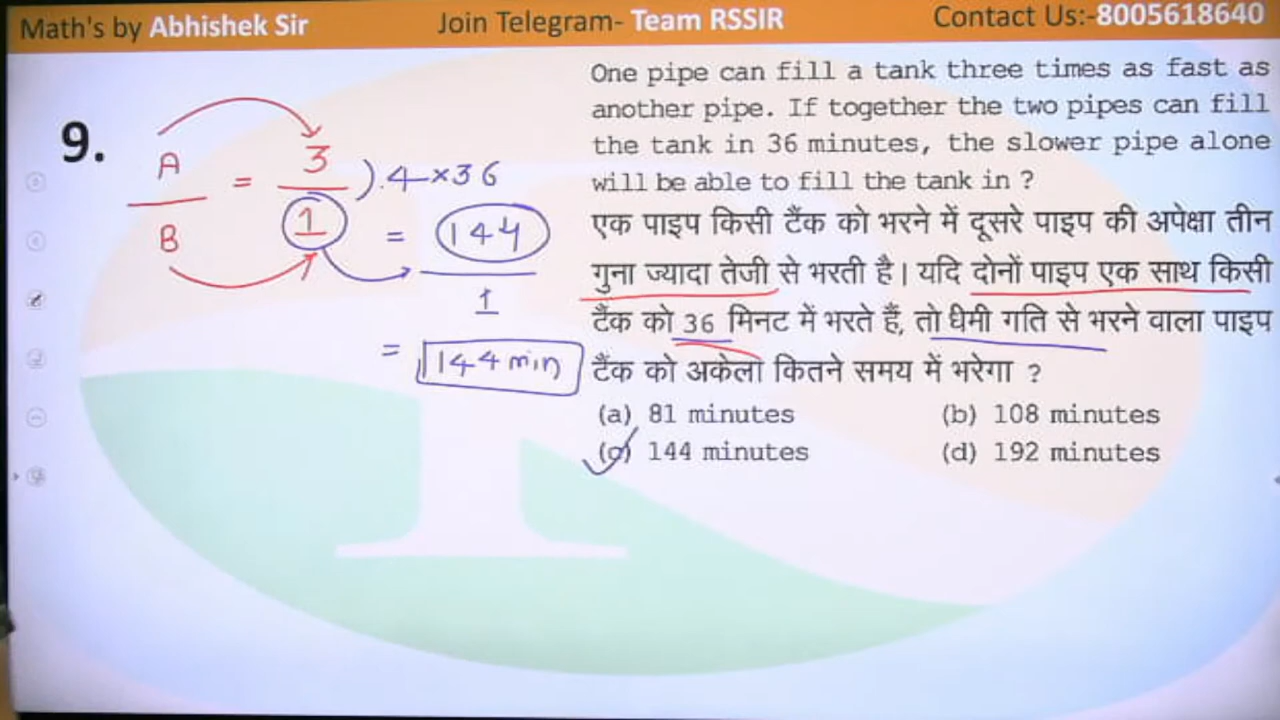 Math's by Abhishek Sir
Join Telegram- Team RSSIR
Contact Us:-8005618640
9.
A
B
=
3
1
) 4 × 36
= 144
1
= 144 min
One pipe can fill a tank three times as fast as
another pipe. If together the two pipes can fill
the tank in 36 minutes, the slower pipe alone
will be able to fill the tank in ?
एक पाइप किसी टैंक को भरने में दूसरे पाइप की अपेक्षा तीन
गुना ज्यादा तेजी से भरती है। यदि दोनों पाइप एक साथ किसी
टैंक को 36 मिनट में भरते हैं, तो धीमी गति से भरने वाला पाइप
टैंक को अकेला कितने समय में भरेगा ?
(a) 81 minutes (b) 108 minutes
(c) 144 minutes (d) 192 minutes